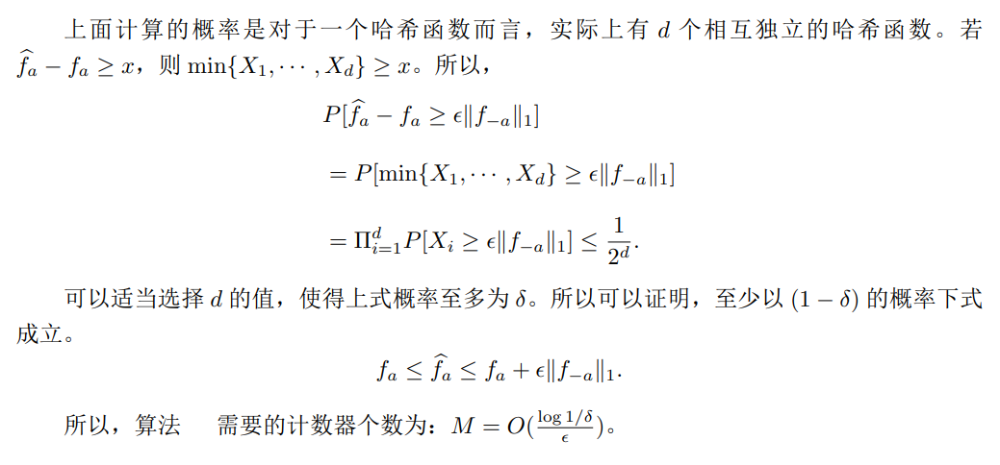 上面计算的概率是对于一个哈希函数而言，实际上有 d 个相互独立的哈希函数。若
$\widehat{f}_a - f_a \geq x$，则 $\min\{X_1, \cdots, X_d\} \geq x$。所以，
$P[\widehat{f}_a - f_a \geq \epsilon\|f_{-a}\|_1]$
$= P[\min\{X_1, \cdots, X_d\} \geq \epsilon\|f_{-a}\|_1]$
$= \Pi_{i=1}^{d} P[X_i \geq \epsilon\|f_{-a}\|_1] \leq \frac{1}{2^d}.$
可以适当选择 d 的值，使得上式概率至多为 δ。所以可以证明，至少以 (1 − δ) 的概率下式
成立。
$f_a \leq \widehat{f}_a \leq f_a + \epsilon\|f_{-a}\|_1.$
所以，算法 需要的计数器个数为：$M = O(\frac{\log 1/\delta}{\epsilon})$。